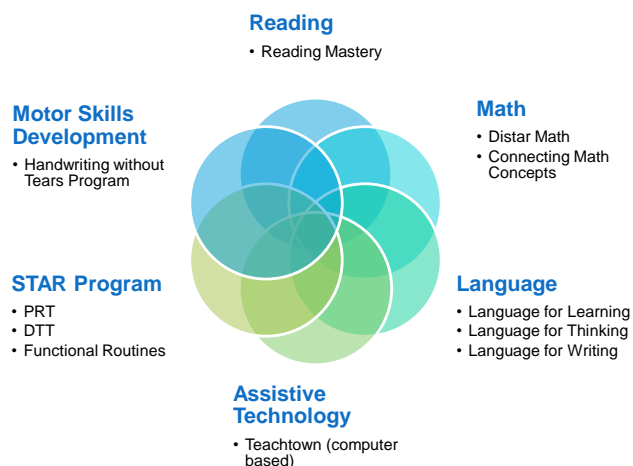 Reading
• Reading Mastery
Math
• Distar Math
• Connecting Math
Concepts
Language
• Language for Learning
• Language for Thinking
• Language for Writing
Assistive
Technology
• Teachtown (computer
based)
STAR Program
• PRT
• DTT
• Functional Routines
Motor Skills
Development
• Handwriting without
Tears Program